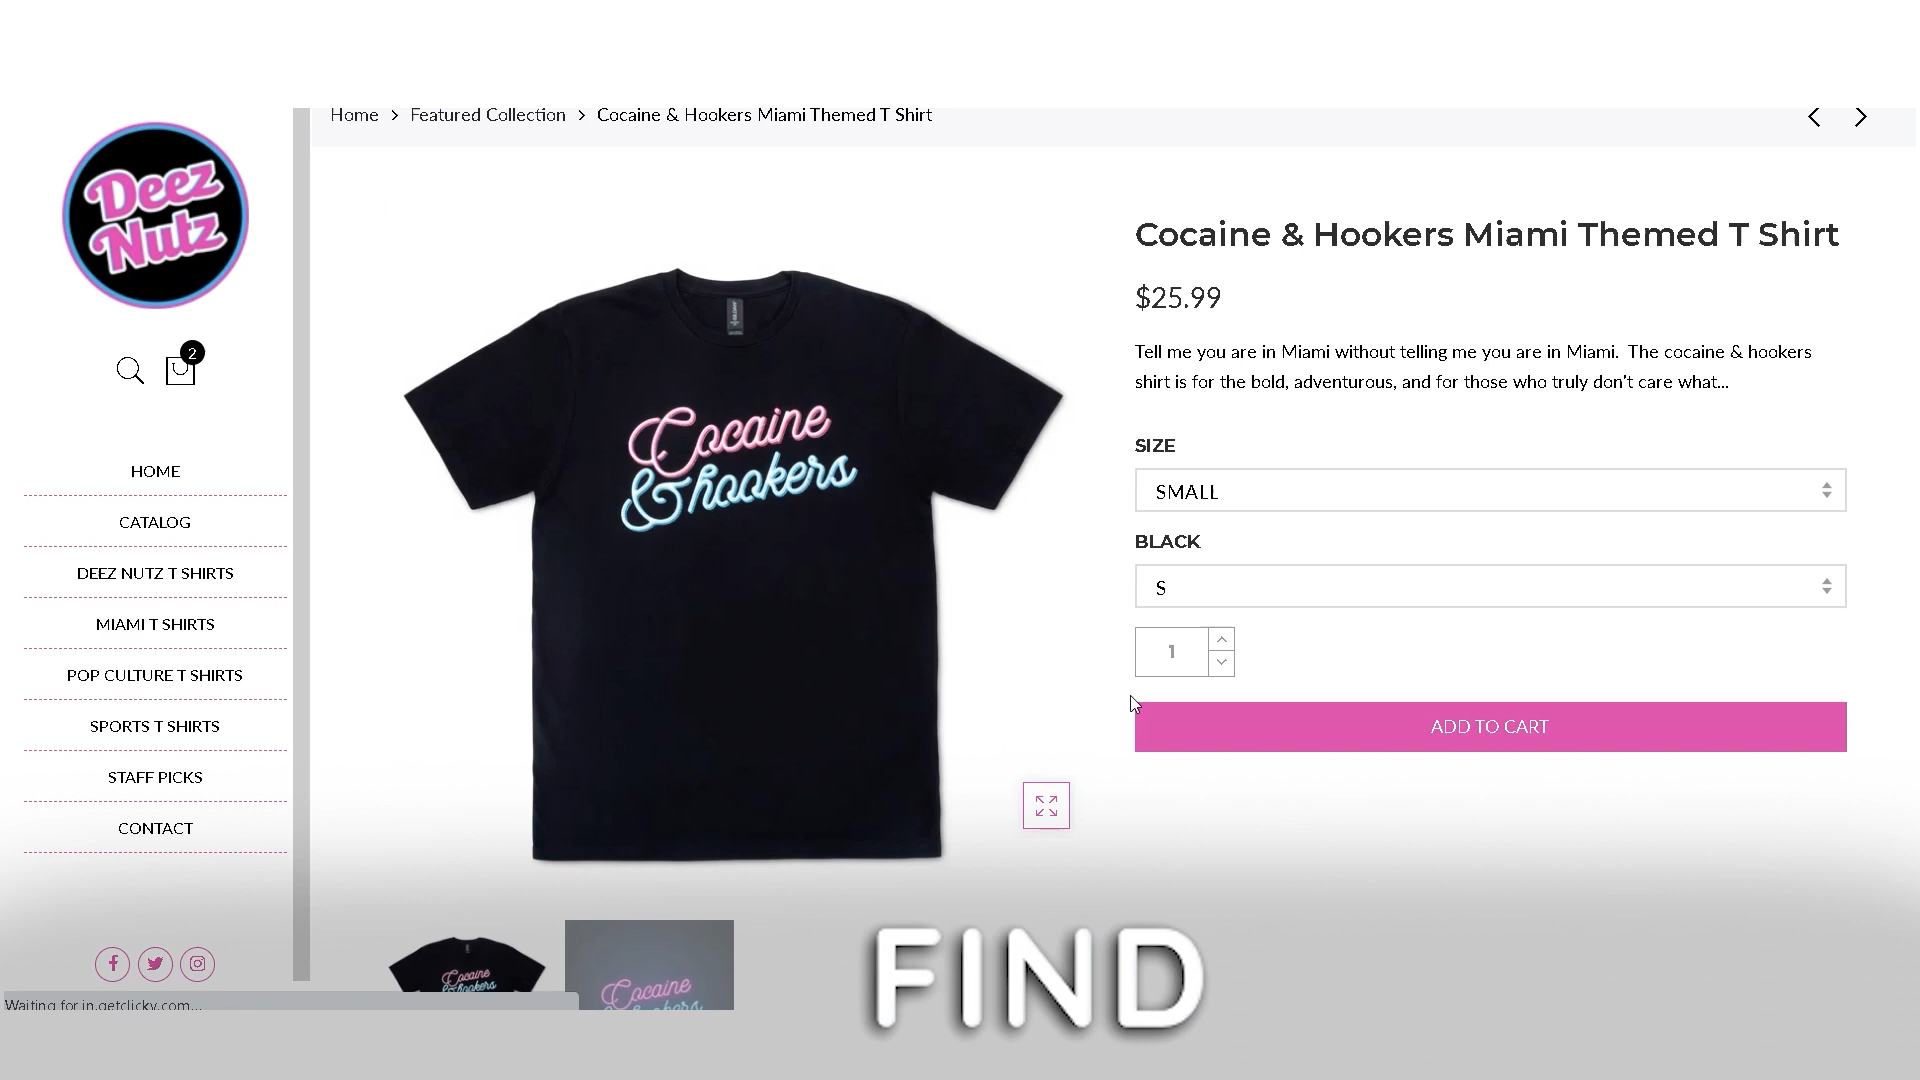 Home > Featured Collection > Cocaine & Hookers Miami Themed T Shirt
Deez
Nutz
2
HOME
CATALOG
DEEZ NUTZ T SHIRTS
MIAMI T SHIRTS
POP CULTURE T SHIRTS
SPORTS T SHIRTS
STAFF PICKS
CONTACT
Cocaine
& hookers
Cocaine & Hookers Miami Themed T Shirt
$25.99
Tell me you are in Miami without telling me you are in Miami. The cocaine & hookers
shirt is for the bold, adventurous, and for those who truly don't care what...
SIZE
SMALL
BLACK
S
1
ADD TO CART
Cocaine
& hookers
Cocaine
& hookers
Waiting for in.getclicky.com...
FIND